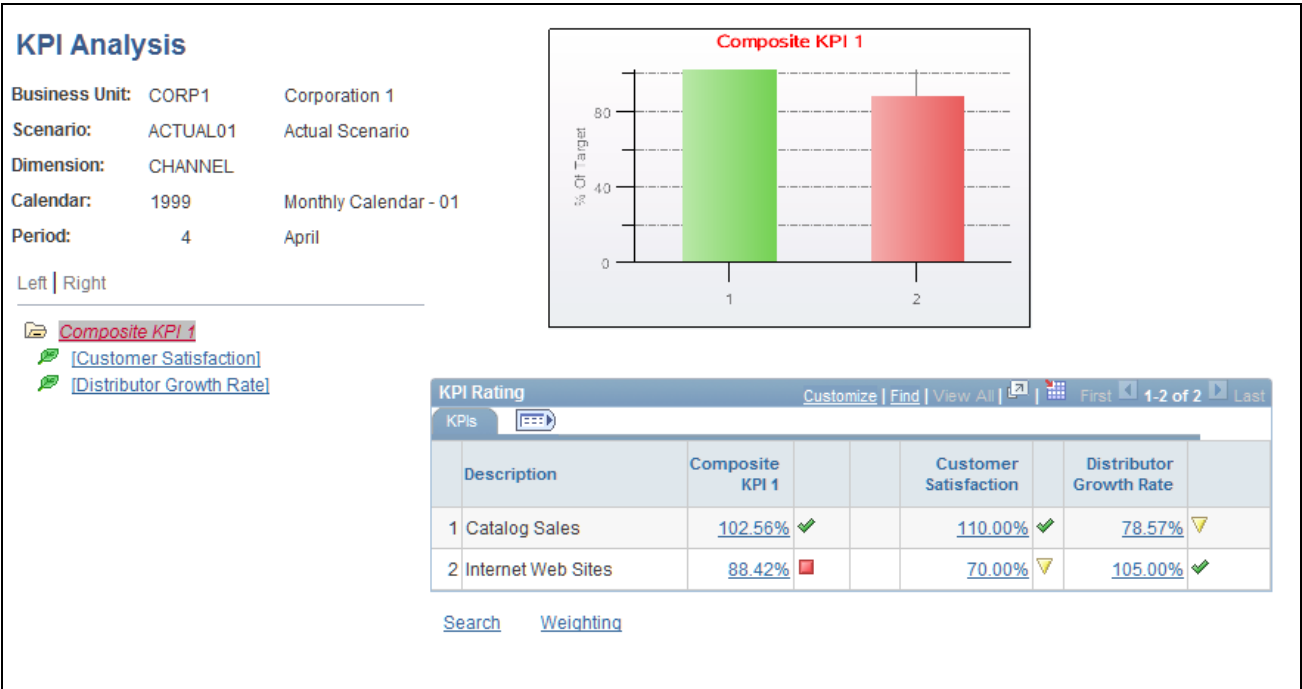 KPI Analysis
Business Unit: CORP1 Corporation 1
Scenario: ACTUAL01 Actual Scenario
Dimension: CHANNEL
Calendar: 1999 Monthly Calendar - 01
Period: 4 April
Left | Right
Composite KPI 1
[Customer Satisfaction]
[Distributor Growth Rate]
Composite KPI 1
% Of Target
80
40
0
1 2
KPI Rating Customize | Find | View All | | First 1-2 of 2 Last
KPIs
Description Composite KPI 1 Customer Satisfaction Distributor Growth Rate
1 Catalog Sales 102.56% 110.00% 78.57%
2 Internet Web Sites 88.42% 70.00% 105.00%
Search Weighting